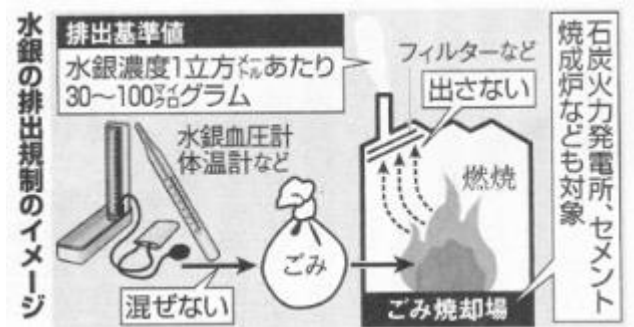 水銀の排出規制のイメージ
排出基準値
水銀濃度1立方メートルあたり
30〜100マイクログラム
フィルターなど
出さない
石炭火力発電所、セメント
焼成炉なども対象
水銀血圧計
体温計など
燃焼
ごみ
混ぜない
ごみ焼却場